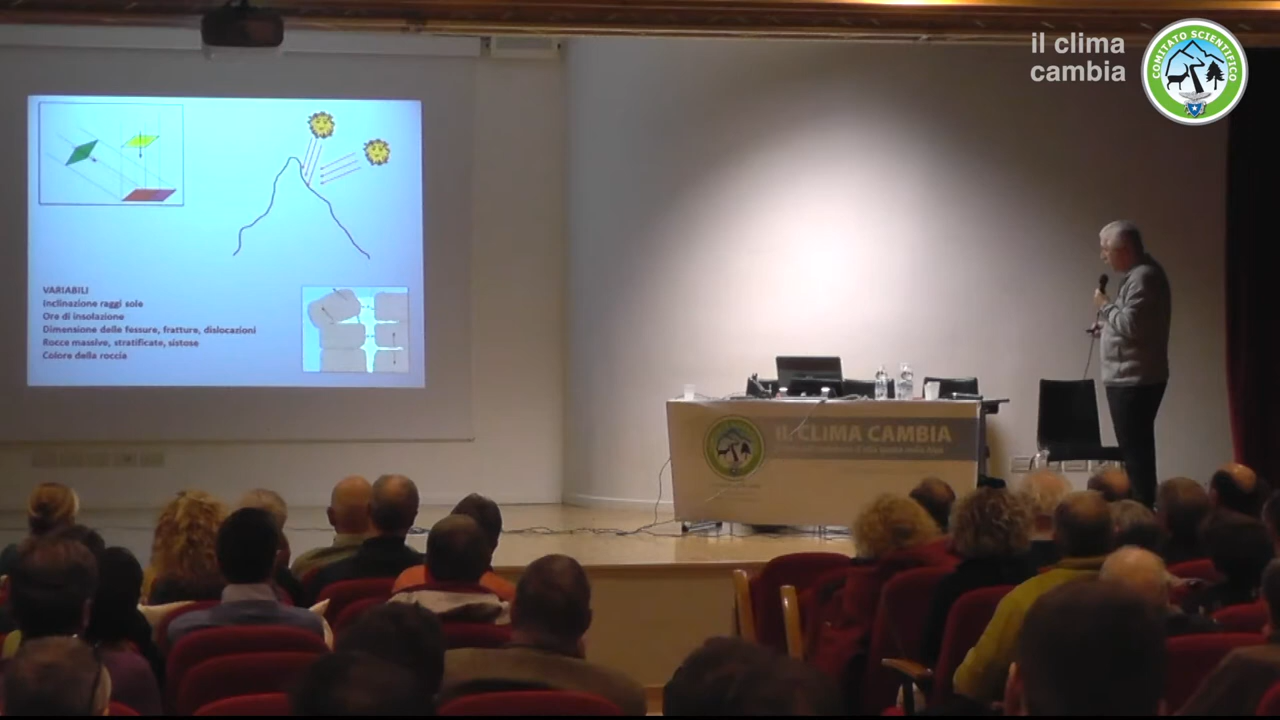 il clima
cambia
COMITATO SCIENTIFICO
VARIABILI
Inclinazione raggi sole
Ore di insolazione
Dimensione delle fessure, fratture, dislocazioni
Rocce massive, stratificate, sistose
Colore della roccia
IL CLIMA CAMBIA